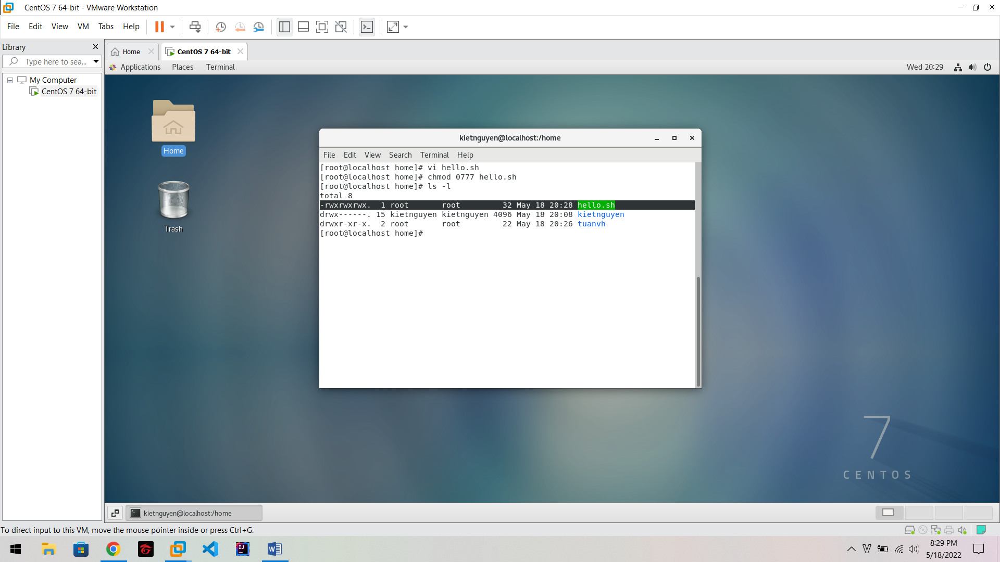 CentOS 7 64-bit - VMware Workstation
File Edit View VM Tabs Help
Library
Type here to sea...
My Computer
CentOS 7 64-bit
Home
CentOS 7 64-bit
Applications Places Terminal
Wed 20:29
Home
Trash
kietnguyen@localhost:/home
File Edit View Search Terminal Help
[root@localhost home]# vi hello.sh
[root@localhost home]# chmod 0777 hello.sh
[root@localhost home]# ls -l
total 8
-rwxrwxrwx.  1 root       root         32 May 18 20:28 hello.sh
drwx------. 15 kietnguyen kietnguyen 4096 May 18 20:08 kietnguyen
drwxr-xr-x.  2 root       root         22 May 18 20:26 tuanvh
[root@localhost home]#
7
CENTOS
kietnguyen@localhost:/home
To direct input to this VM, move the mouse pointer inside or press Ctrl+G.
IJ
W
V
8:29 PM
5/18/2022